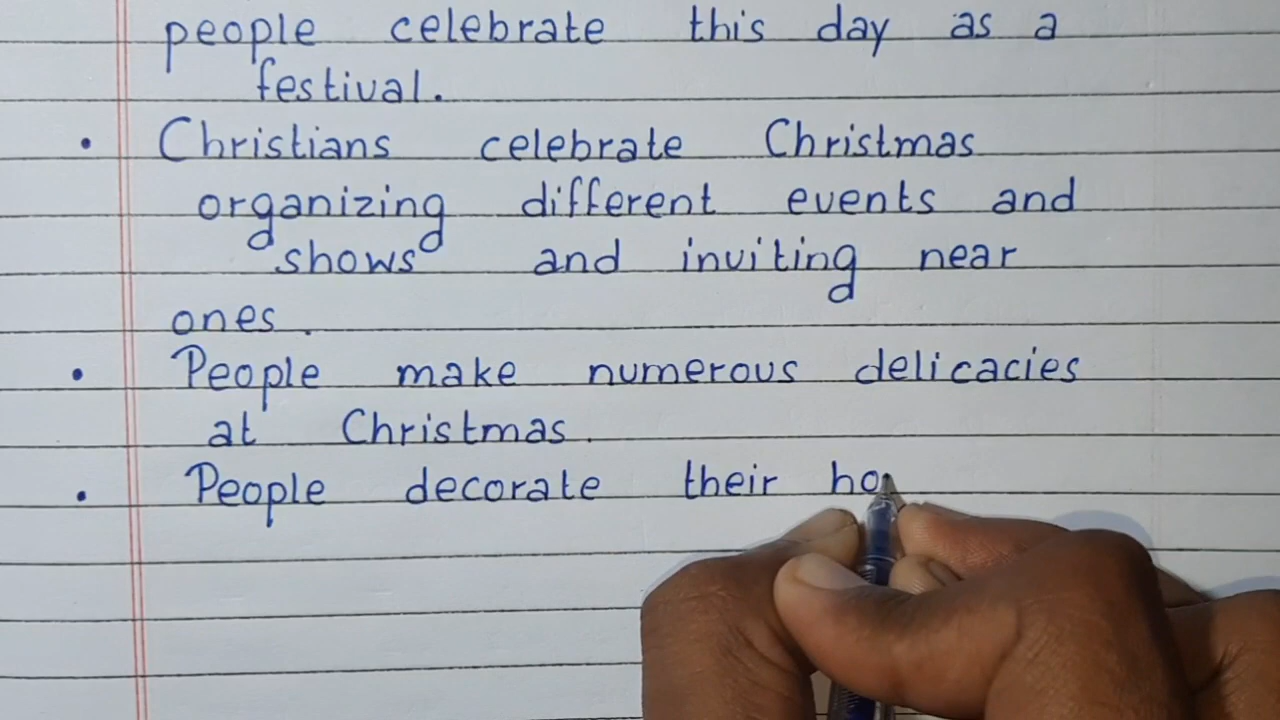 people celebrate this day as a
festival.
• Christians celebrate Christmas
organizing different events and
shows and inviting near
ones.
• People make numerous delicacies
at Christmas.
• People decorate their ho